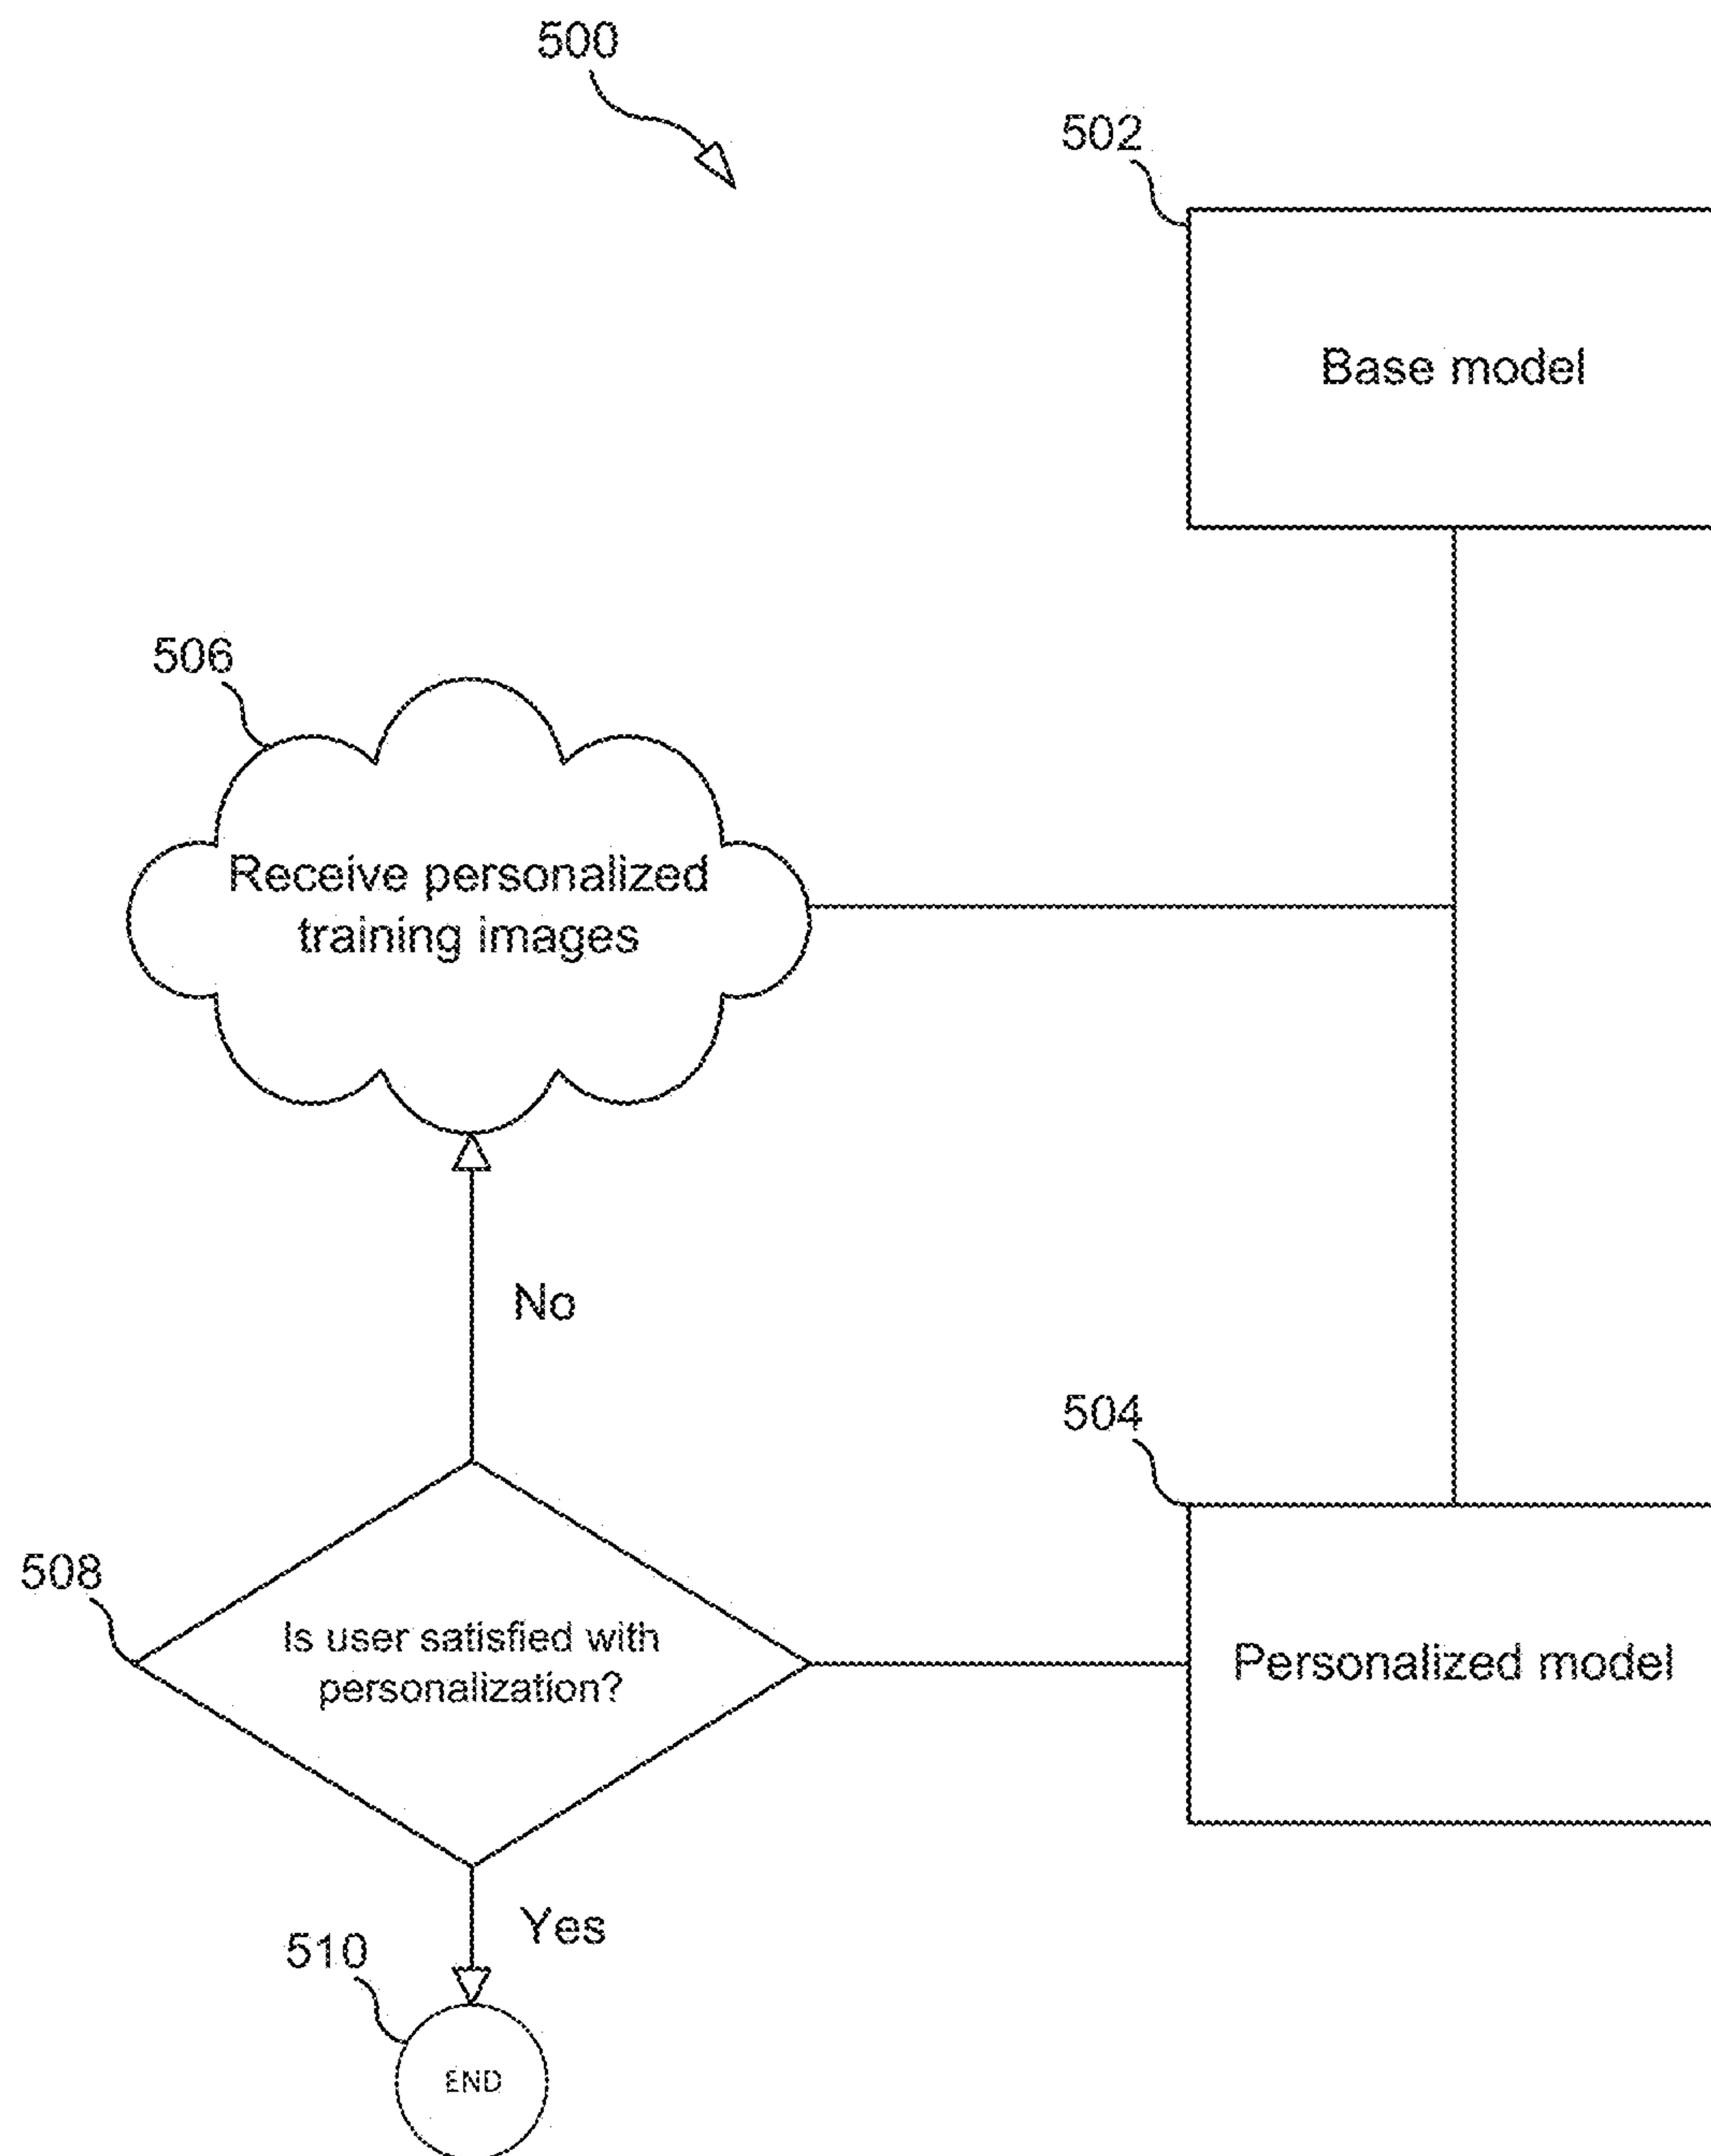 500
502
Base model
506
Receive personalized
training images
No
504
508
Is user satisfied with
personalization?
Personalized model
Yes
510
END